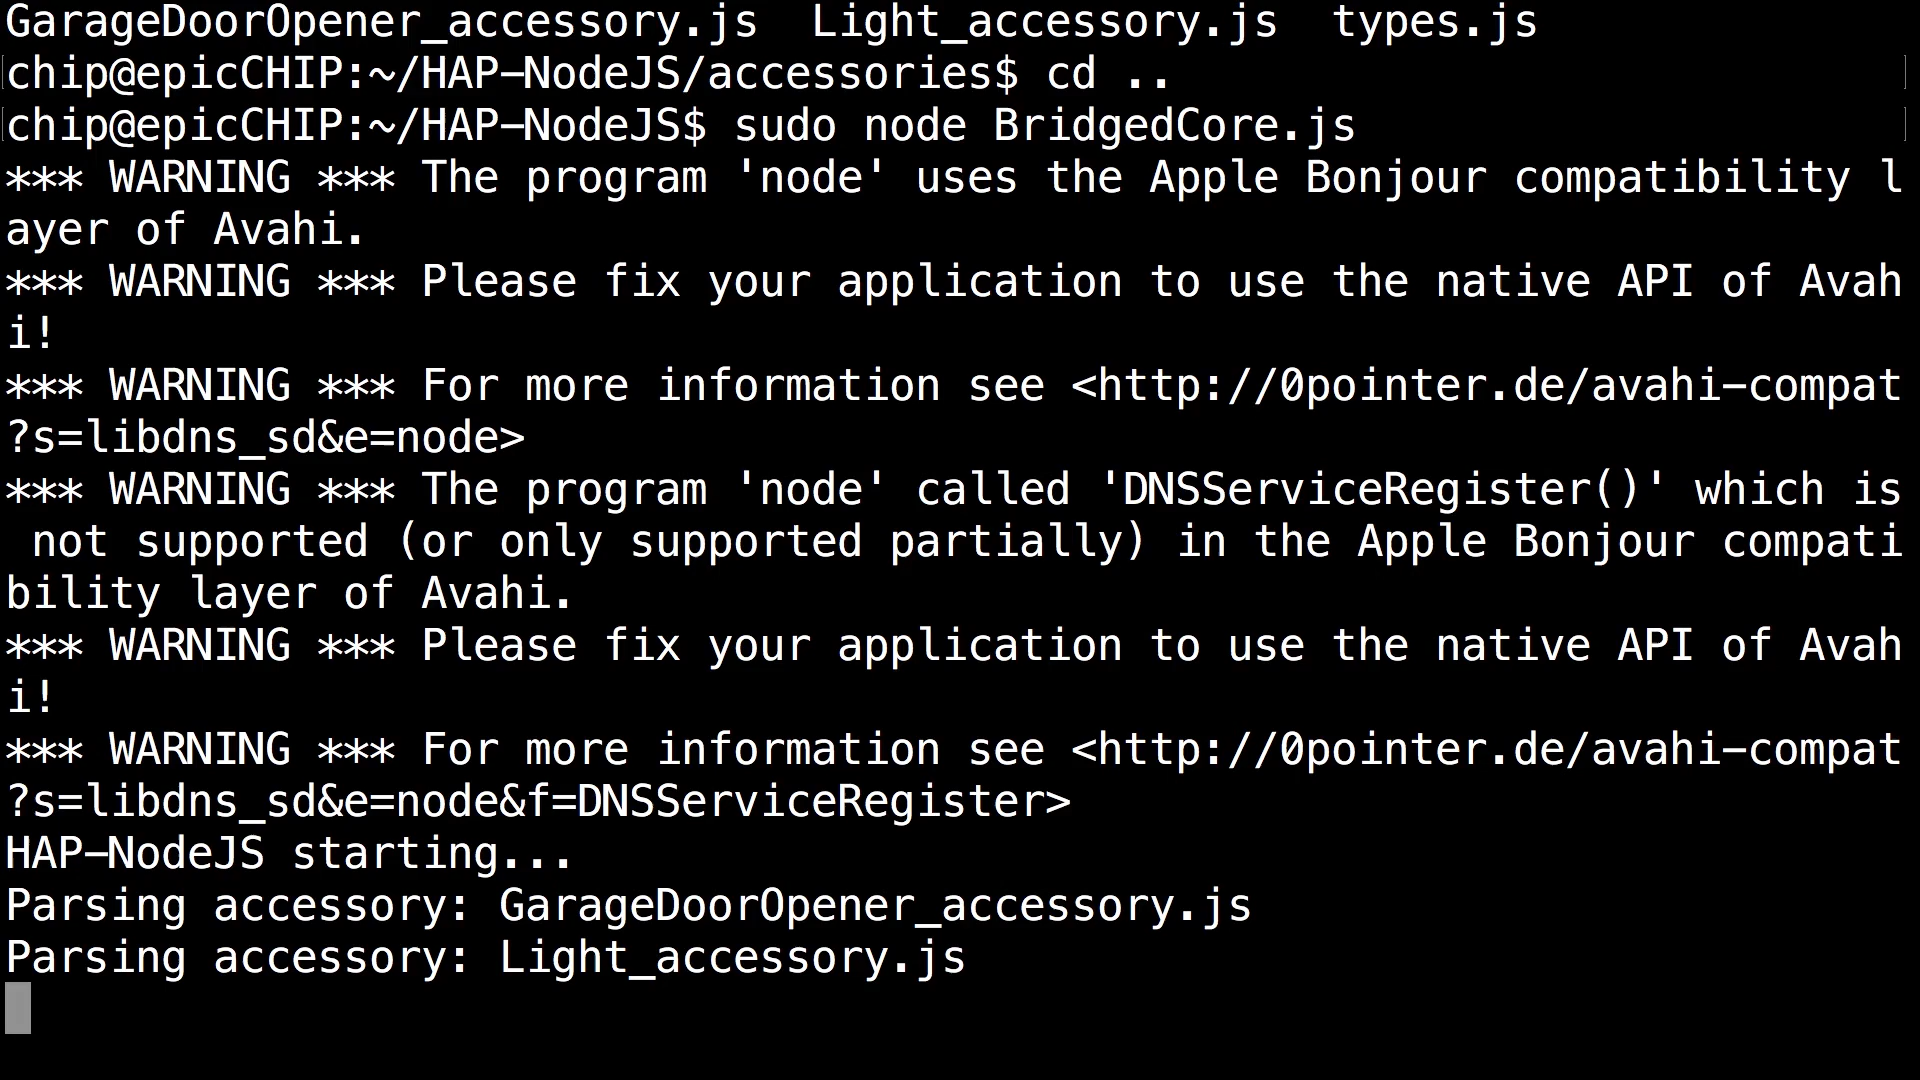 GarageDoorOpener_accessory.js  Light_accessory.js  types.js
chip@epicCHIP:~/HAP-NodeJS/accessories$ cd ..
chip@epicCHIP:~/HAP-NodeJS$ sudo node BridgedCore.js
*** WARNING *** The program 'node' uses the Apple Bonjour compatibility l
ayer of Avahi.
*** WARNING *** Please fix your application to use the native API of Avah
i!
*** WARNING *** For more information see <http://0pointer.de/avahi-compat
?s=libdns_sd&e=node>
*** WARNING *** The program 'node' called 'DNSServiceRegister()' which is
 not supported (or only supported partially) in the Apple Bonjour compati
bility layer of Avahi.
*** WARNING *** Please fix your application to use the native API of Avah
i!
*** WARNING *** For more information see <http://0pointer.de/avahi-compat
?s=libdns_sd&e=node&f=DNSServiceRegister>
HAP-NodeJS starting...
Parsing accessory: GarageDoorOpener_accessory.js
Parsing accessory: Light_accessory.js